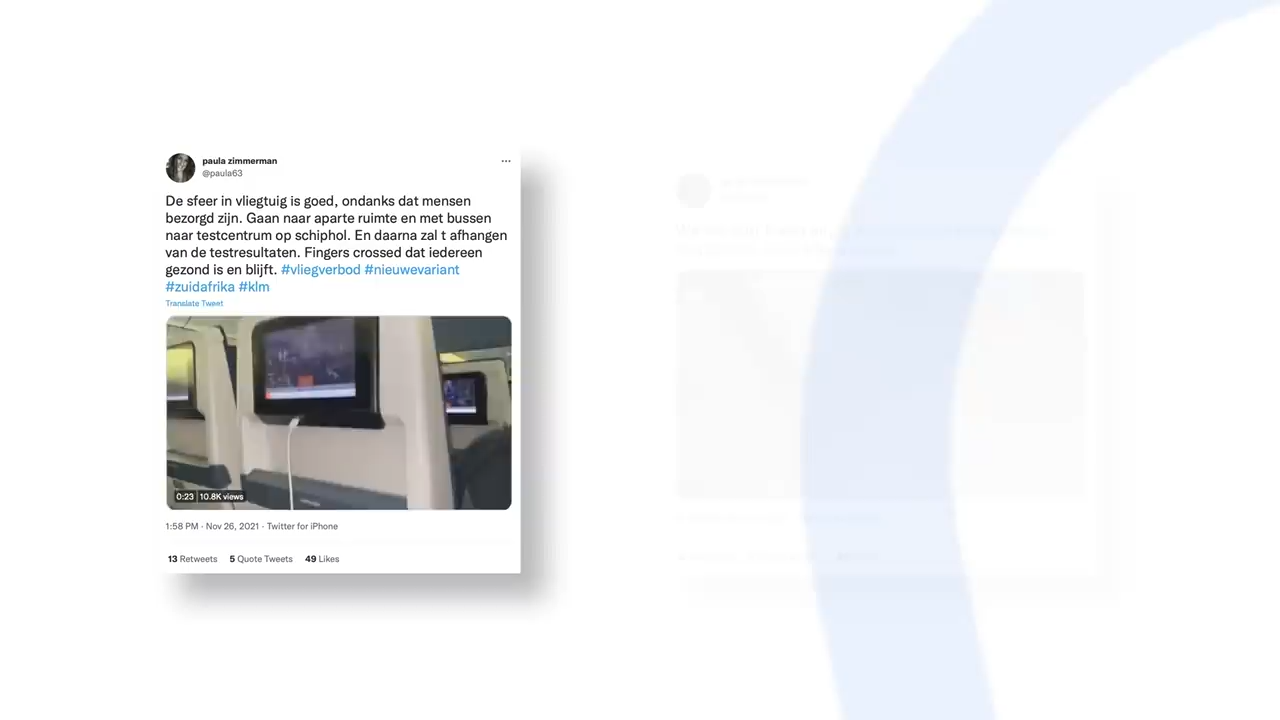 paula zimmerman
@paula63
De sfeer in vliegtuig is goed, ondanks dat mensen
bezorgd zijn. Gaan naar aparte ruimte en met bussen
naar testcentrum op schiphol. En daarna zal t afhangen
van de testresultaten. Fingers crossed dat iedereen
gezond is en blijft. #vliegverbod #nieuwevariant
#zuidafrika #klm
Translate Tweet
0:23 10.8K views
1:58 PM · Nov 26, 2021 · Twitter for iPhone
13 Retweets 5 Quote Tweets 49 Likes